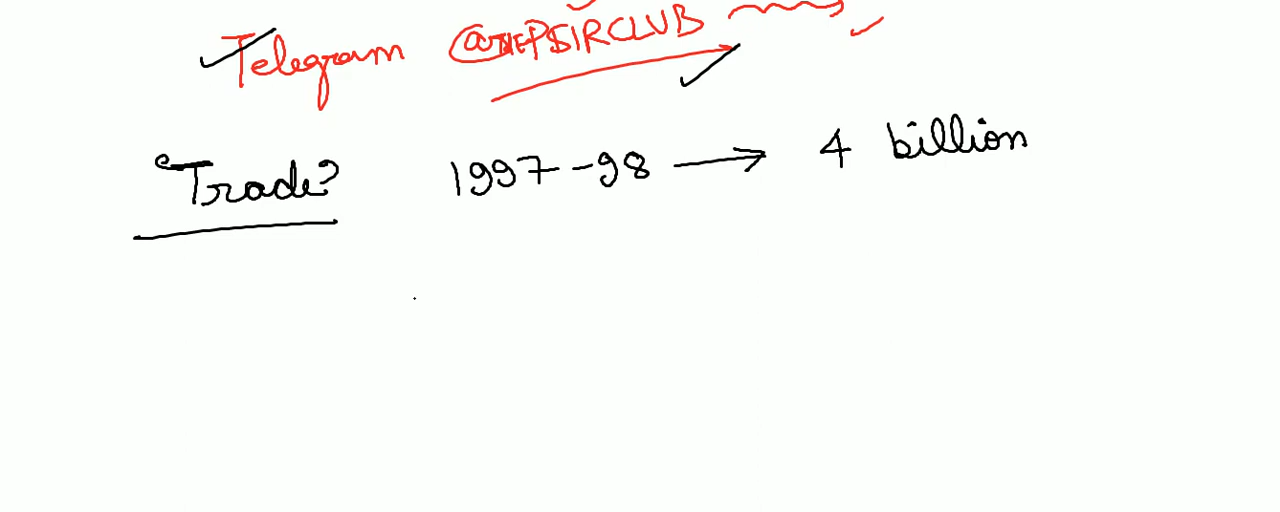 Telegram @THEPSIRCLUB
Trade? 1997-98 → 4 billion